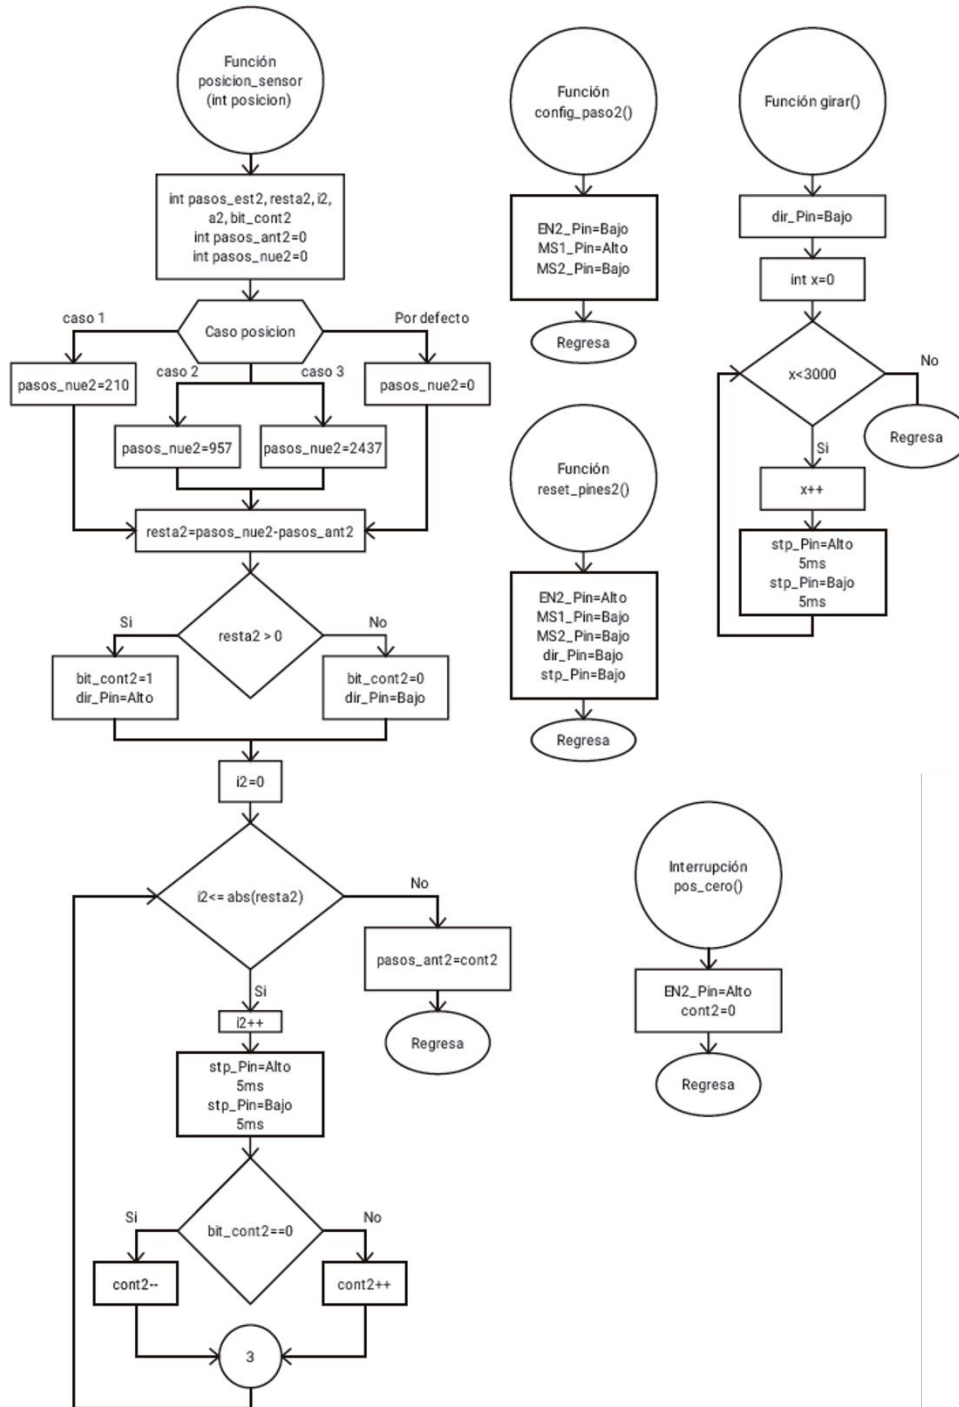 Función
posicion_sensor
(int posicion)
int pasos_est2, resta2, i2,
a2, bit_cont2
int pasos_ant2=0
int pasos_nue2=0
caso 1
Caso posicion
Por defecto
pasos_nue2=210
caso 2
caso 3
pasos_nue2=0
pasos_nue2=957
pasos_nue2=2437
resta2=pasos_nue2-pasos_ant2
Si
resta2 > 0
No
bit_cont2=1
dir_Pin=Alto
bit_cont2=0
dir_Pin=Bajo
i2=0
i2<= abs(resta2)
No
pasos_ant2=cont2
Regresa
Si
i2++
stp_Pin=Alto
5ms
stp_Pin=Bajo
5ms
Si
bit_cont2==0
No
cont2--
cont2++
3
Función
config_paso2()
EN2_Pin=Bajo
MS1_Pin=Alto
MS2_Pin=Bajo
Regresa
Función
reset_pines2()
EN2_Pin=Alto
MS1_Pin=Bajo
MS2_Pin=Bajo
dir_Pin=Bajo
stp_Pin=Bajo
Regresa
Función girar()
dir_Pin=Bajo
int x=0
x<3000
No
Regresa
Si
x++
stp_Pin=Alto
5ms
stp_Pin=Bajo
5ms
Interrupción
pos_cero()
EN2_Pin=Alto
cont2=0
Regresa